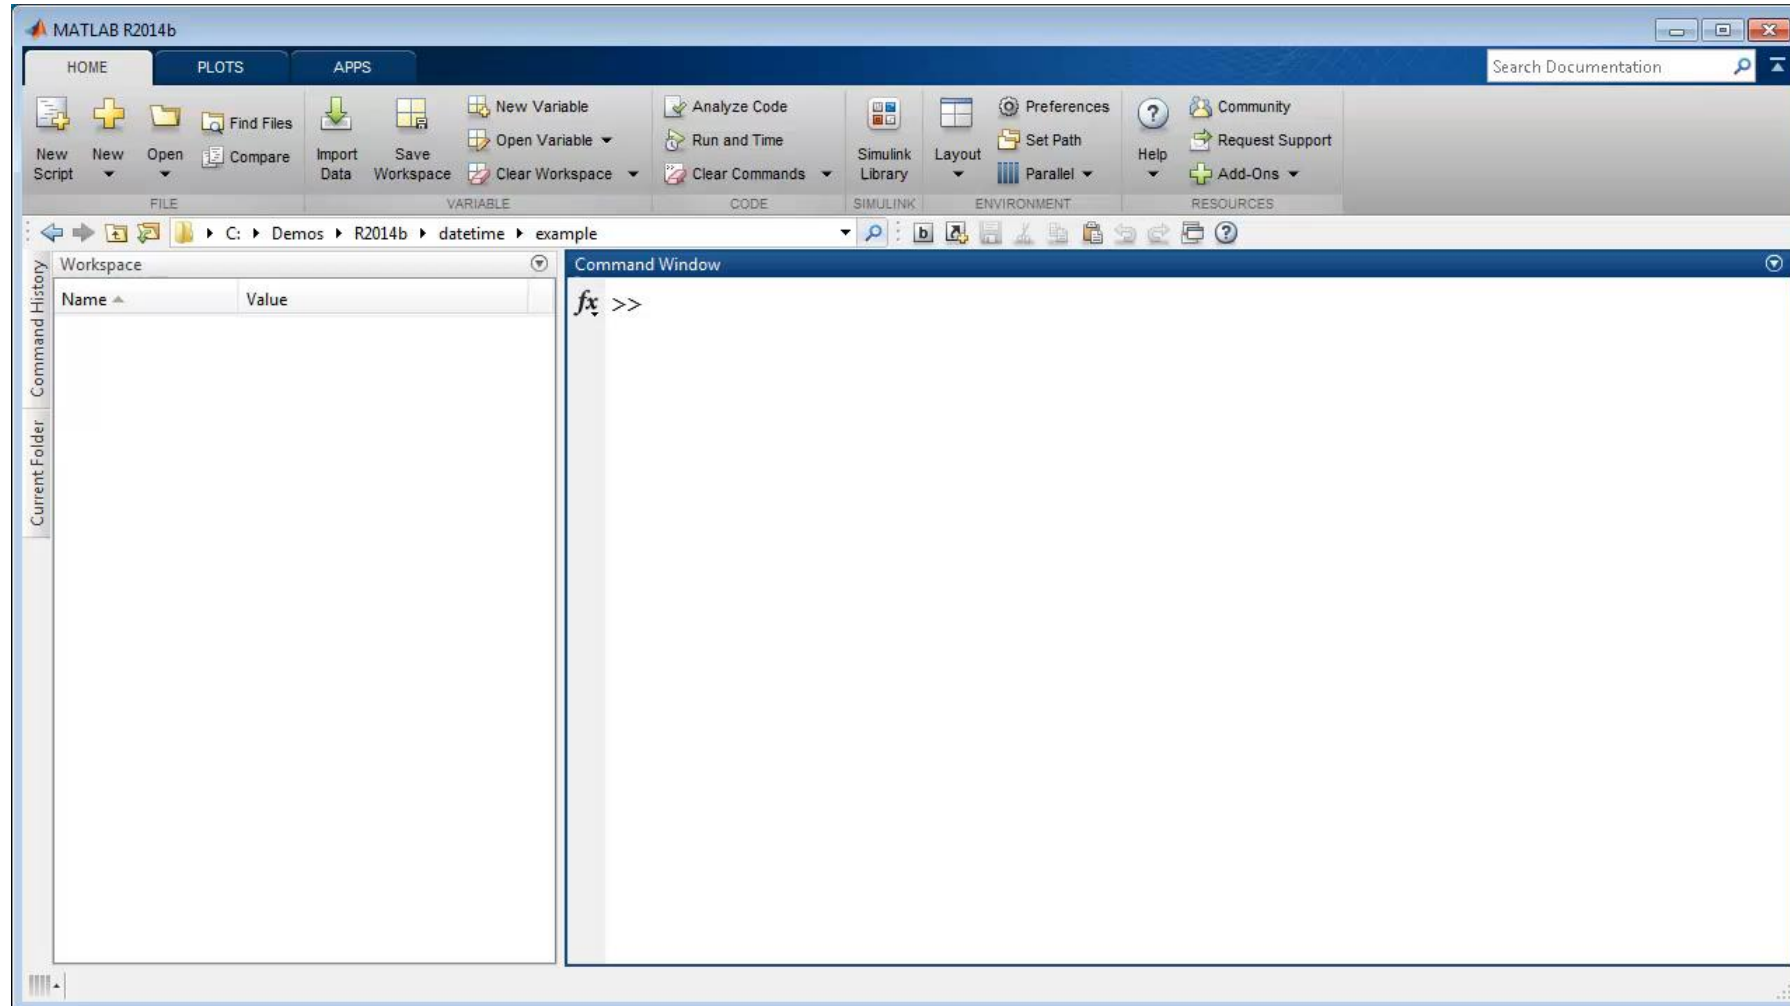 MATLAB R2014b
HOME PLOTS APPS
Search Documentation
New Script
New
Open
Find Files
Compare
FILE
Import Data
Save Workspace
New Variable
Open Variable
Clear Workspace
VARIABLE
Analyze Code
Run and Time
Clear Commands
CODE
Simulink Library
SIMULINK
Layout
Preferences
Set Path
Parallel
ENVIRONMENT
Help
Community
Request Support
Add-Ons
RESOURCES
C: Demos R2014b datetime example
Command History
Current Folder
Workspace
Name Value
Command Window
fx >>